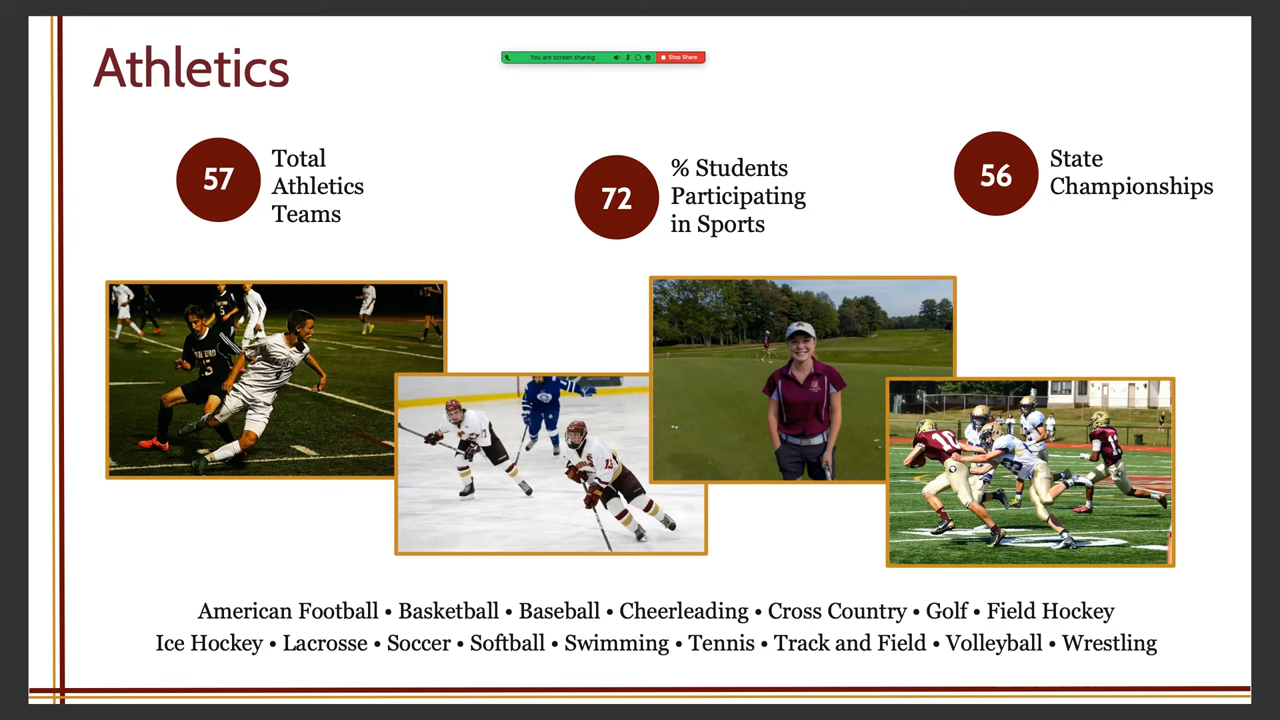 Athletics
You are screen sharing
Stop Share
57
Total
Athletics
Teams
72
% Students
Participating
in Sports
56
State
Championships
American Football • Basketball • Baseball • Cheerleading • Cross Country • Golf • Field Hockey
Ice Hockey • Lacrosse • Soccer • Softball • Swimming • Tennis • Track and Field • Volleyball • Wrestling